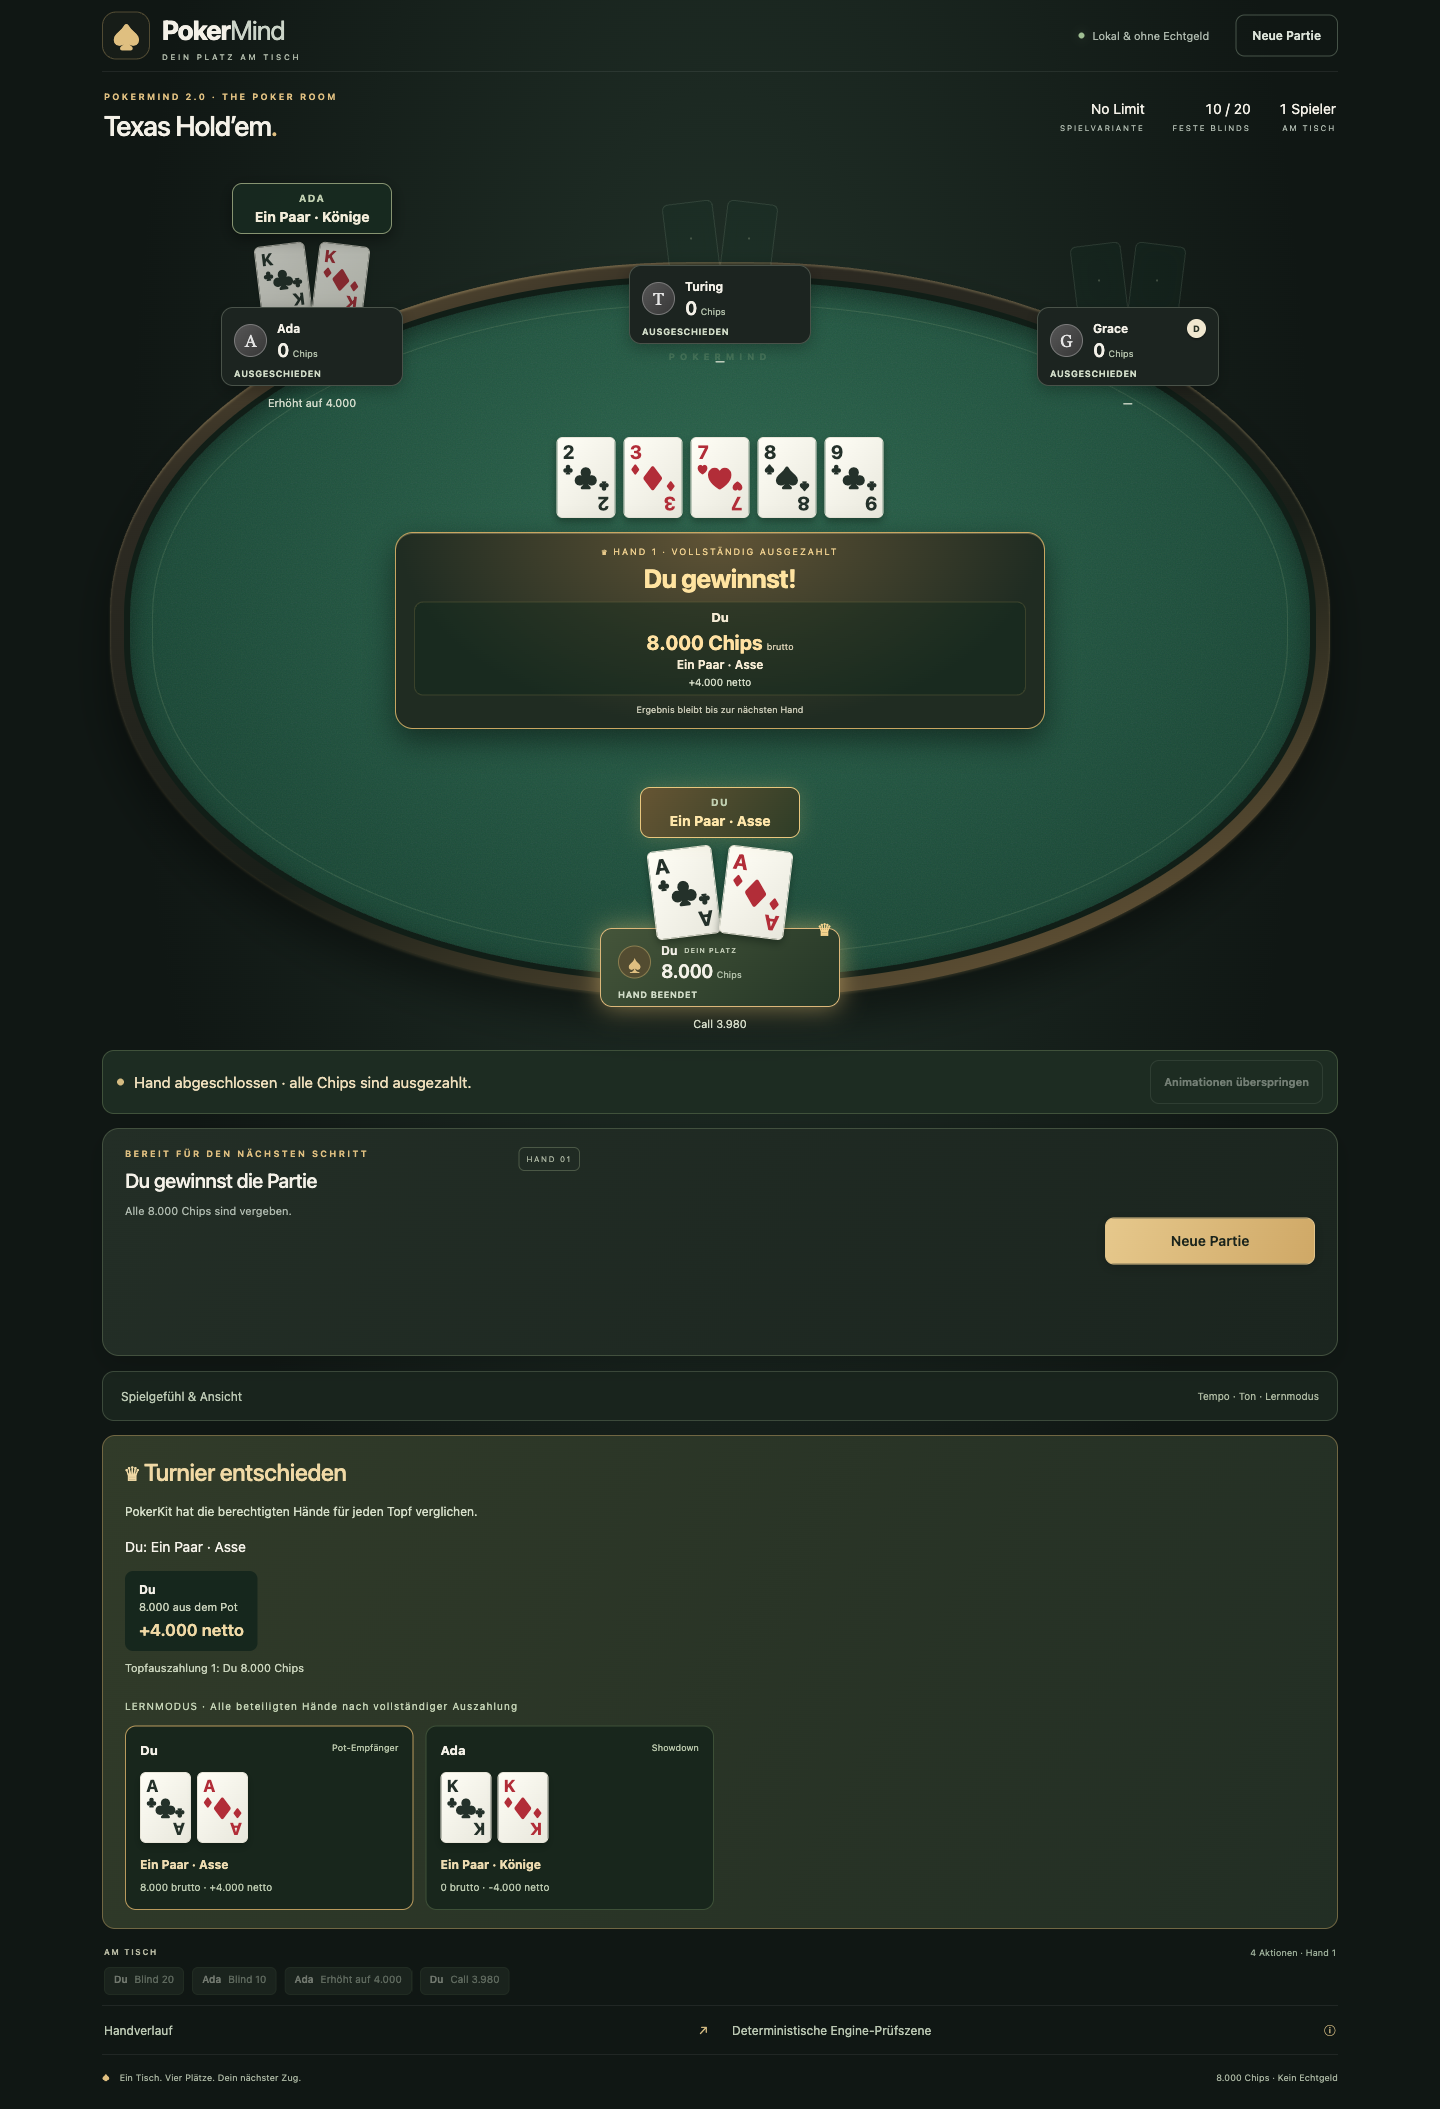 PokerMind
DEIN PLATZ AM TISCH
Lokal & ohne Echtgeld
Neue Partie
POKERMIND 2.0 · THE POKER ROOM
Texas Hold’em.
No Limit
SPIELVARIANTE
10 / 20
FESTE BLINDS
1 Spieler
AM TISCH
ADA
Ein Paar · Könige
K
K
K
K
A
Ada
0 Chips
AUSGESCHIEDEN
Erhöht auf 4.000
T
Turing
0 Chips
AUSGESCHIEDEN
POKERMIND
—
G
Grace
D
0 Chips
AUSGESCHIEDEN
—
2
2
3
3
7
7
8
8
9
9
♛ HAND 1 · VOLLSTÄNDIG AUSGEZAHLT
Du gewinnst!
Du
8.000 Chips brutto
Ein Paar · Asse
+4.000 netto
Ergebnis bleibt bis zur nächsten Hand
DU
Ein Paar · Asse
A
A
A
A
Du DEIN PLATZ
8.000 Chips
HAND BEENDET
Call 3.980
Hand abgeschlossen · alle Chips sind ausgezahlt.
Animationen überspringen
BEREIT FÜR DEN NÄCHSTEN SCHRITT
HAND 01
Du gewinnst die Partie
Alle 8.000 Chips sind vergeben.
Neue Partie
Spielgefühl & Ansicht
Tempo · Ton · Lernmodus
♛ Turnier entschieden
PokerKit hat die berechtigten Hände für jeden Topf verglichen.
Du: Ein Paar · Asse
Du
8.000 aus dem Pot
+4.000 netto
Topfauszahlung 1: Du 8.000 Chips
LERNMODUS · Alle beteiligten Hände nach vollständiger Auszahlung
Du
Pot-Empfänger
A
A
A
A
Ein Paar · Asse
8.000 brutto · +4.000 netto
Ada
Showdown
K
K
K
K
Ein Paar · Könige
0 brutto · -4.000 netto
AM TISCH
4 Aktionen · Hand 1
Du Blind 20
Ada Blind 10
Ada Erhöht auf 4.000
Du Call 3.980
Handverlauf ↗
Deterministische Engine-Prüfszene ⓘ
Ein Tisch. Vier Plätze. Dein nächster Zug.
8.000 Chips · Kein Echtgeld